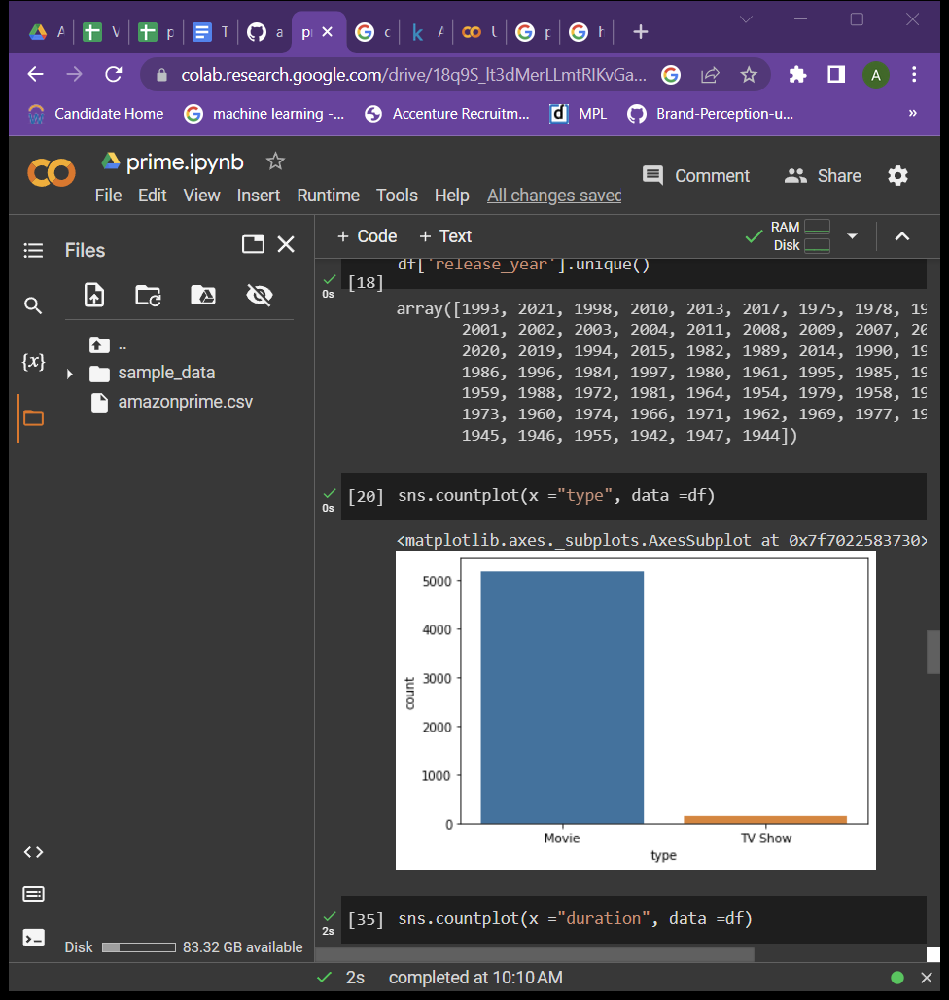 A
V
p
T
a
p
c
A
U
p
h
colab.research.google.com/drive/18q9S_lt3dMerLLmtRlKvGa...
A
Candidate Home
machine learning -...
Accenture Recruitm...
MPL
Brand-Perception-u...
»
prime.ipynb
Comment
Share
File Edit View Insert Runtime Tools Help All changes saved
Files
+ Code + Text
RAM
Disk
..
sample_data
amazonprime.csv
{x}
0s
[18]
df['release_year'].unique()
array([1993, 2021, 1998, 2010, 2013, 2017, 1975, 1978, 19
2001, 2002, 2003, 2004, 2011, 2008, 2009, 2007, 20
2020, 2019, 1994, 2015, 1982, 1989, 2014, 1990, 19
1986, 1996, 1984, 1997, 1980, 1961, 1995, 1985, 19
1959, 1988, 1972, 1981, 1964, 1954, 1979, 1958, 19
1973, 1960, 1974, 1966, 1971, 1962, 1969, 1977, 19
1945, 1946, 1955, 1942, 1947, 1944])
0s
[20] sns.countplot(x ="type", data =df)
<matplotlib.axes._subplots.AxesSubplot at 0x7f7022583730>
5000
4000
3000
2000
1000
0
count
Movie
TV Show
type
2s
[35] sns.countplot(x ="duration", data =df)
Disk
83.32 GB available
2s completed at 10:10 AM